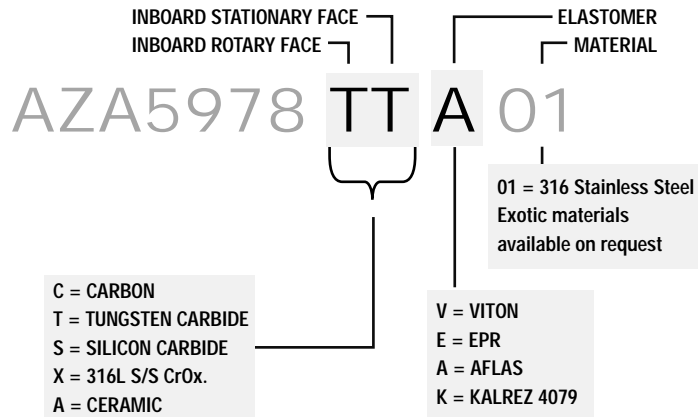 INBOARD STATIONARY FACE
INBOARD ROTARY FACE
ELASTOMER
MATERIAL
AZA5978 TT A 01
01 = 316 Stainless Steel
Exotic materials
available on request
C = CARBON
T = TUNGSTEN CARBIDE
S = SILICON CARBIDE
X = 316L S/S CrOx.
A = CERAMIC
V = VITON
E = EPR
A = AFLAS
K = KALREZ 4079